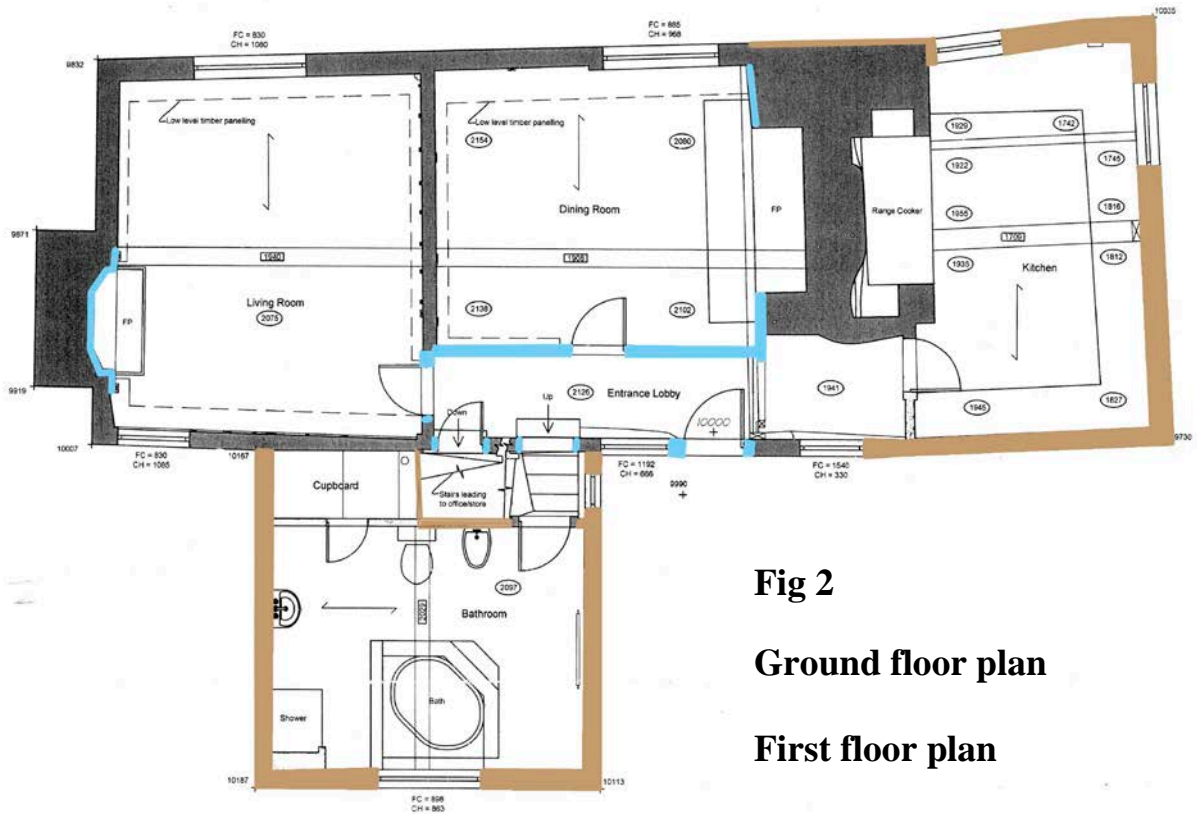 10935
FC = 830
CH = 1080
FC = 885
CH = 968
9832
Low level timber panelling
Low level timber panelling
2154
2080
1929
1742
1922
1745
Dining Room
FP
Range Cooker
1956
1816
9871
1940
1908
1709
1935
1812
Kitchen
Living Room
2075
FP
2138
2102
9919
2126
Entrance Lobby
1941
1945
1827
Down
Up
10000
10007
FC = 830
CH = 1085
10167
FC = 1192
CH = 666
FC = 1540
CH = 330
9730
9990
Cupboard
Stairs leading
to office/store
2097
2029
Bathroom
Bath
Shower
10187
10113
FC = 898
CH = 863
Fig 2
Ground floor plan
First floor plan